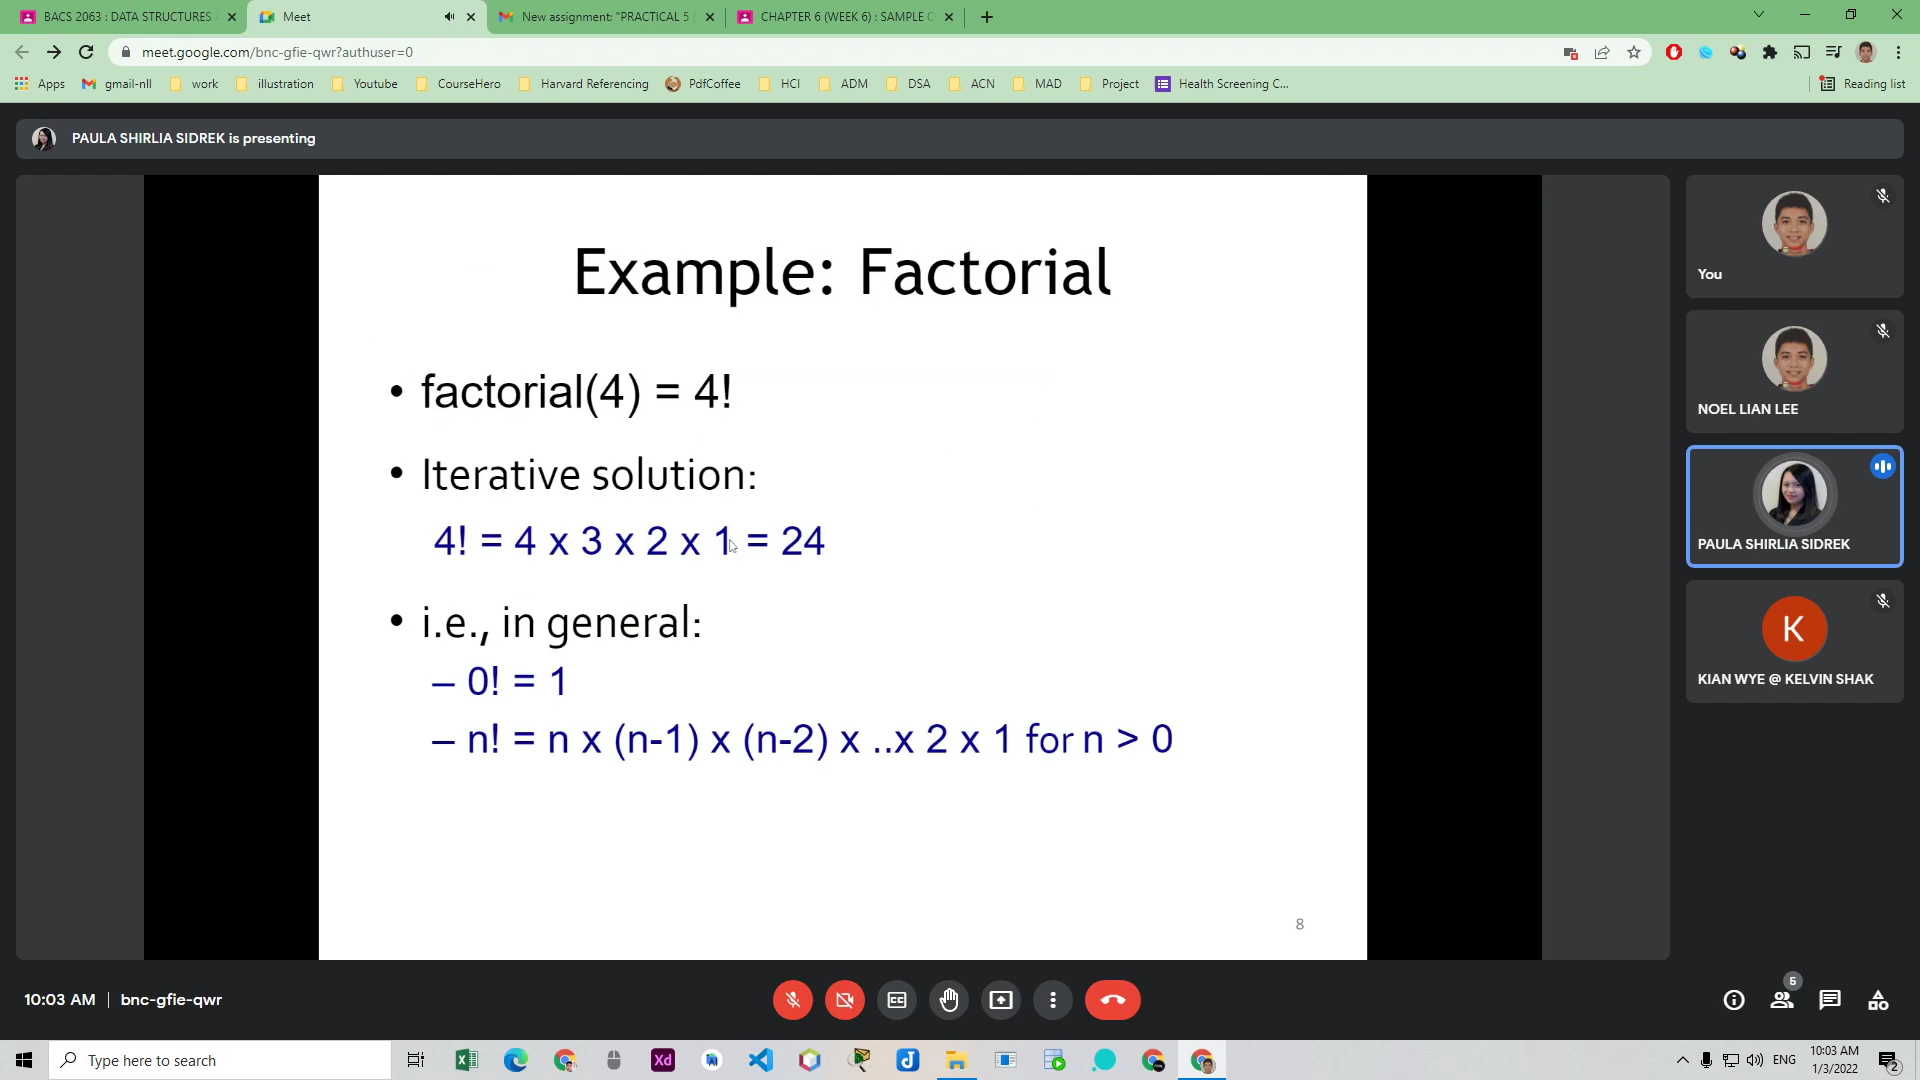 BACS 2063 : DATA STRUCTURES
Meet
New assignment: "PRACTICAL 5 (
CHAPTER 6 (WEEK 6) : SAMPLE C
meet.google.com/bnc-gfie-qwr?authuser=0
Apps
gmail-nll
work
illustration
Youtube
CourseHero
Harvard Referencing
PdfCoffee
HCI
ADM
DSA
ACN
MAD
Project
Health Screening C...
Reading list
PAULA SHIRLIA SIDREK is presenting
Example: Factorial
• factorial(4) = 4!
• Iterative solution:
4! = 4 x 3 x 2 x 1 = 24
• i.e., in general:
– 0! = 1
– n! = n x (n-1) x (n-2) x ..x 2 x 1 for n > 0
8
You
NOEL LIAN LEE
PAULA SHIRLIA SIDREK
K
KIAN WYE @ KELVIN SHAK
10:03 AM | bnc-gfie-qwr
5
Type here to search
Xd
ENG
10:03 AM
1/3/2022
2